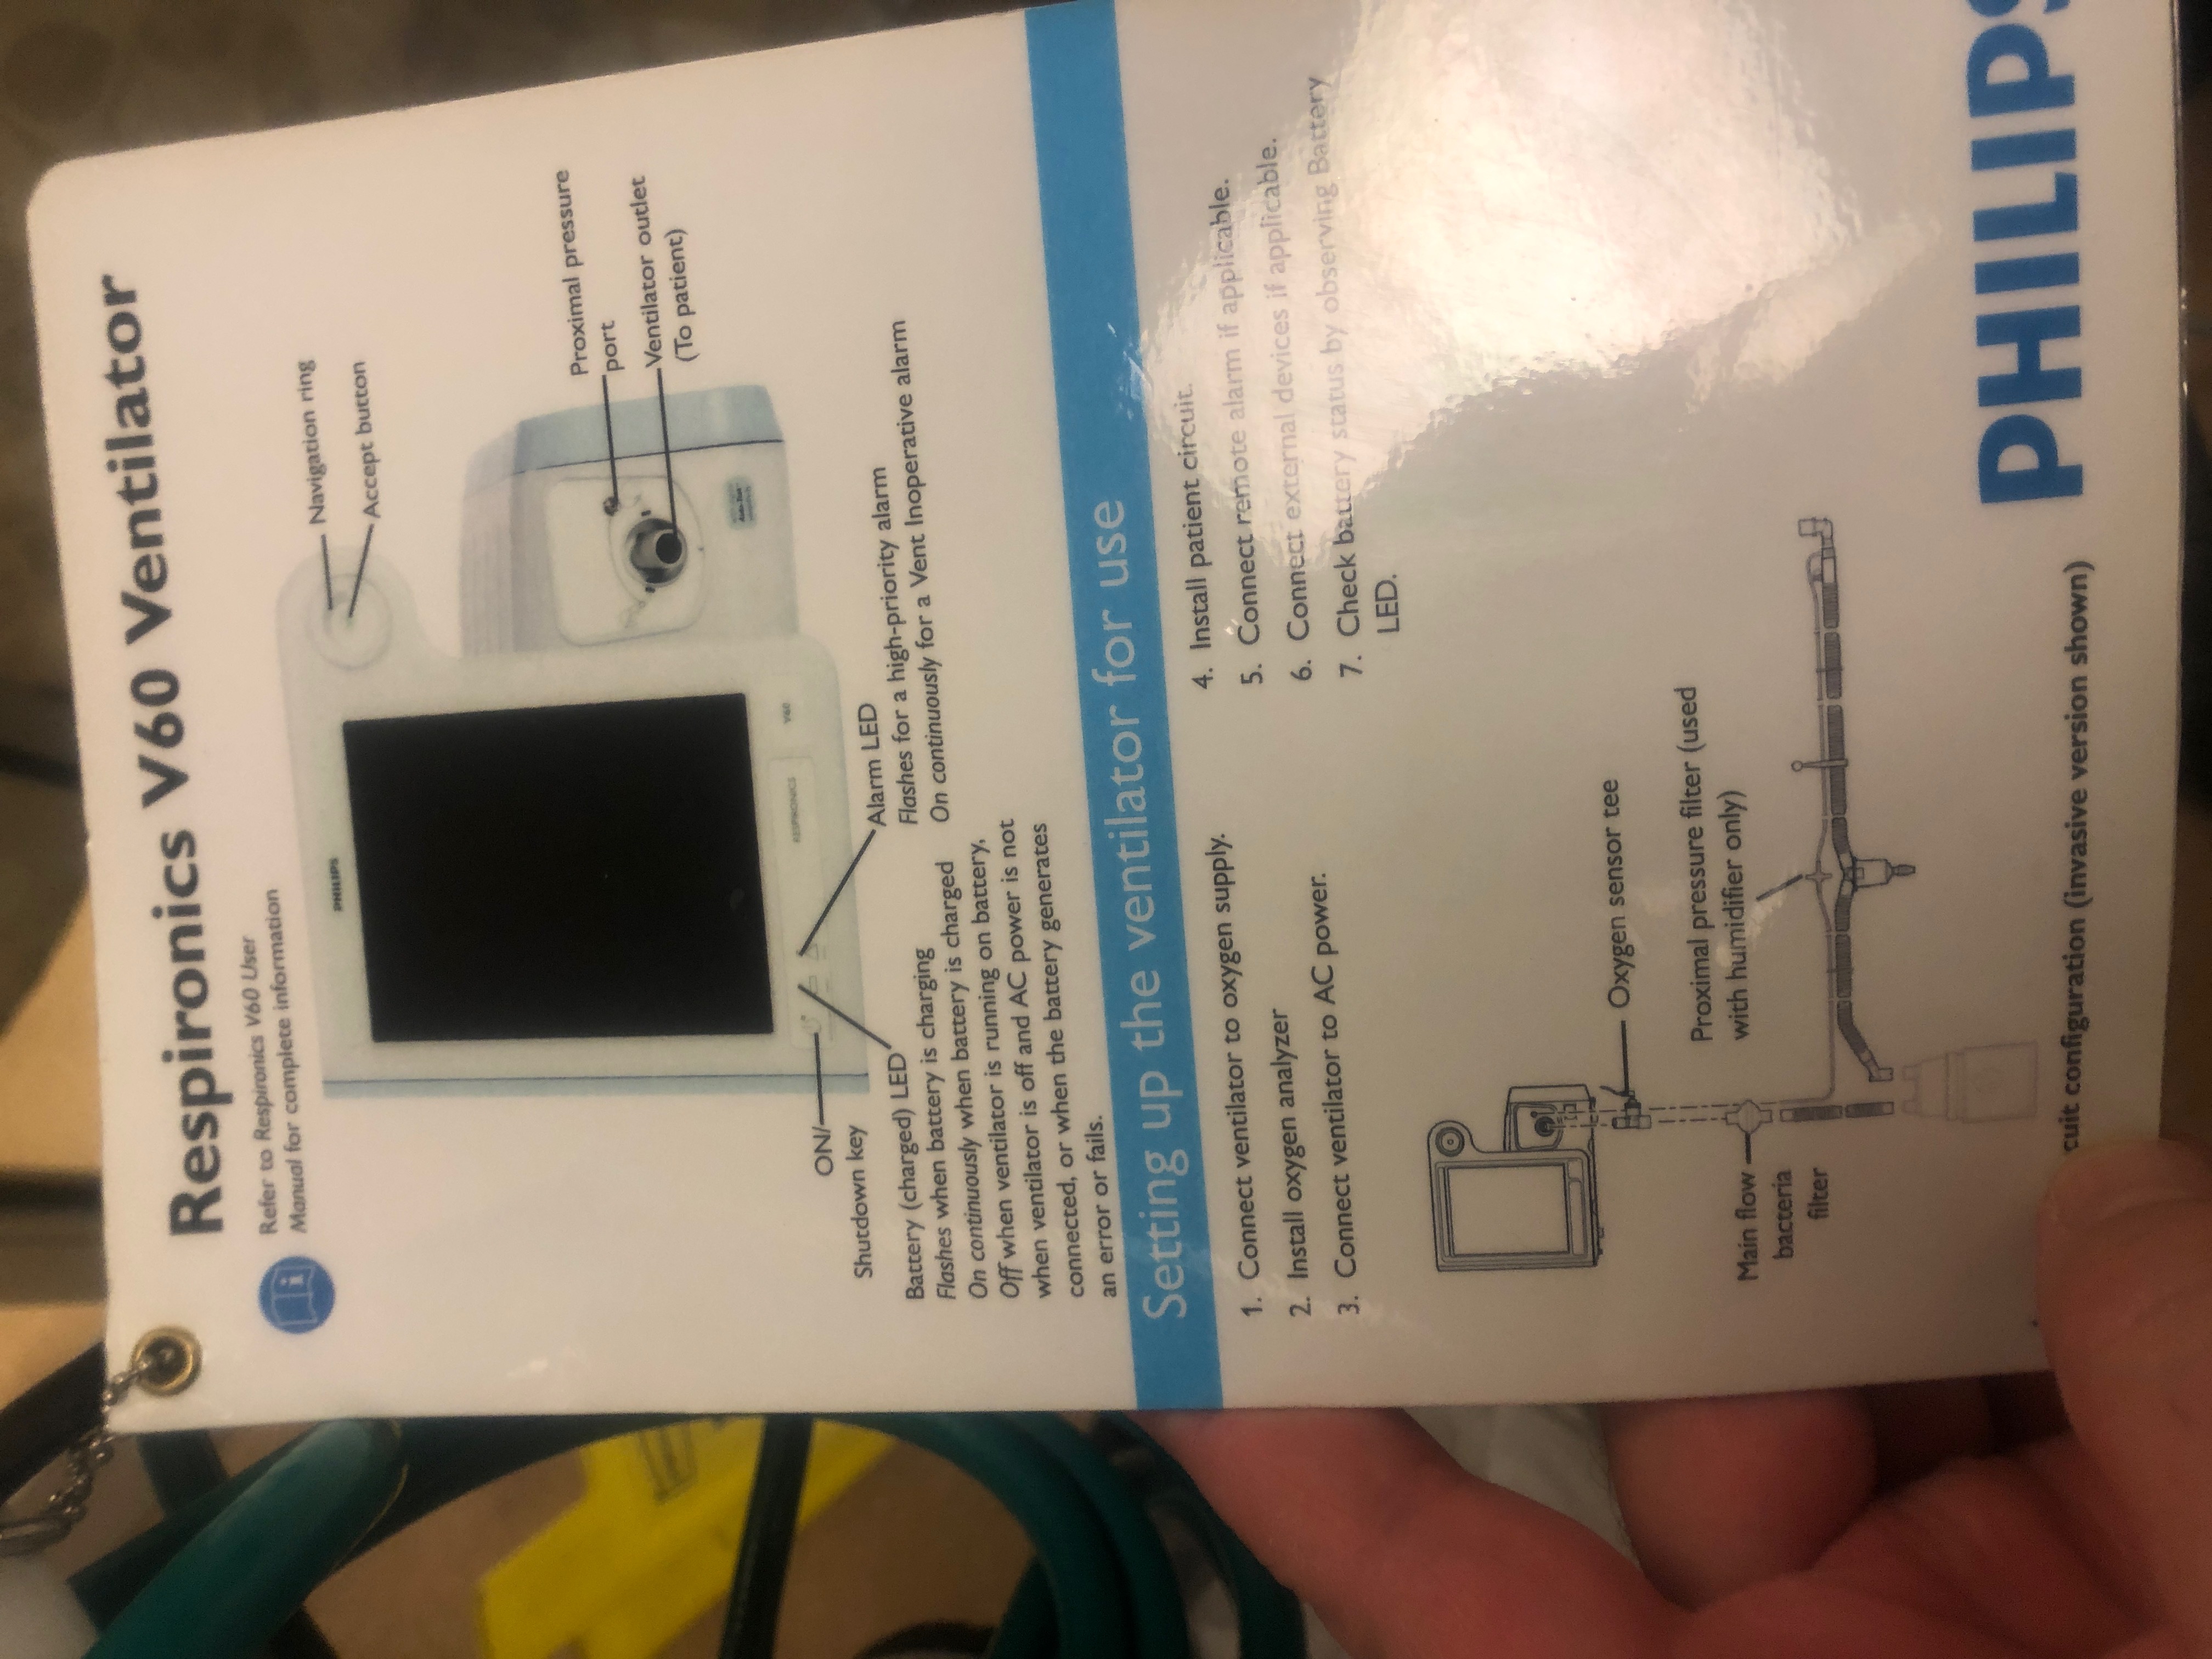 Respironics V60 Ventilator
Refer to Respironics V60 User
Manual for complete information
PHILIPS
Navigation ring
Accept button
Proximal pressure
port
Ventilator outlet
(To patient)
Auto-Trak
RESPIRONICS
V60
ON/
Shutdown key
Battery (charged) LED
Flashes when battery is charging
On continuously when battery is charged
Off when ventilator is running on battery,
when ventilator is off and AC power is not
connected, or when the battery generates
an error or fails.
Alarm LED
Flashes for a high-priority alarm
On continuously for a Vent Inoperative alarm
Setting up the ventilator for use
1. Connect ventilator to oxygen supply.
2. Install oxygen analyzer
3. Connect ventilator to AC power.
4. Install patient circuit.
5. Connect remote alarm if applicable.
6. Connect external devices if applicable.
7. Check battery status by observing Battery
LED.
Oxygen sensor tee
Proximal pressure filter (used
with humidifier only)
Main flow
bacteria
filter
cuit configuration (invasive version shown)
PHILIPS